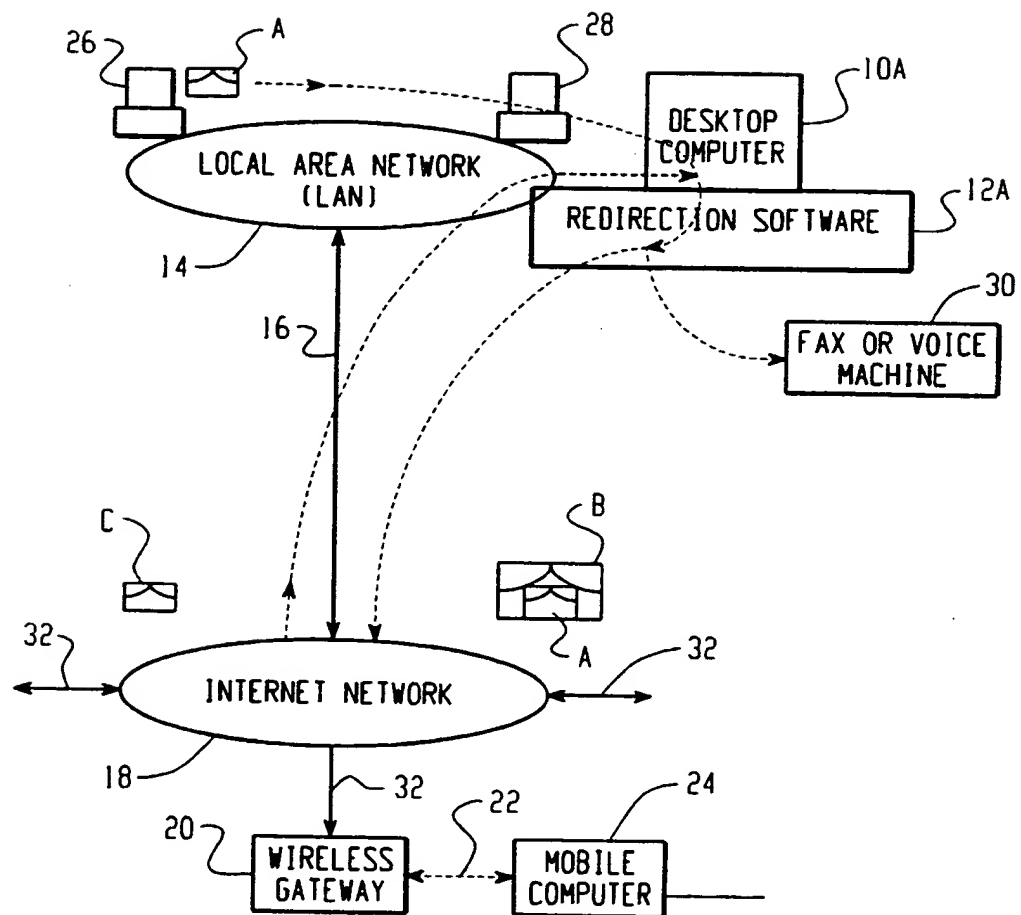 26
A
28
10A
DESKTOP
COMPUTER
LOCAL AREA NETWORK
(LAN)
12A
REDIRECTION SOFTWARE
14
30
16
FAX OR VOICE
MACHINE
C
B
32
A
32
INTERNET NETWORK
18
32
24
20
22
WIRELESS
GATEWAY
MOBILE
COMPUTER